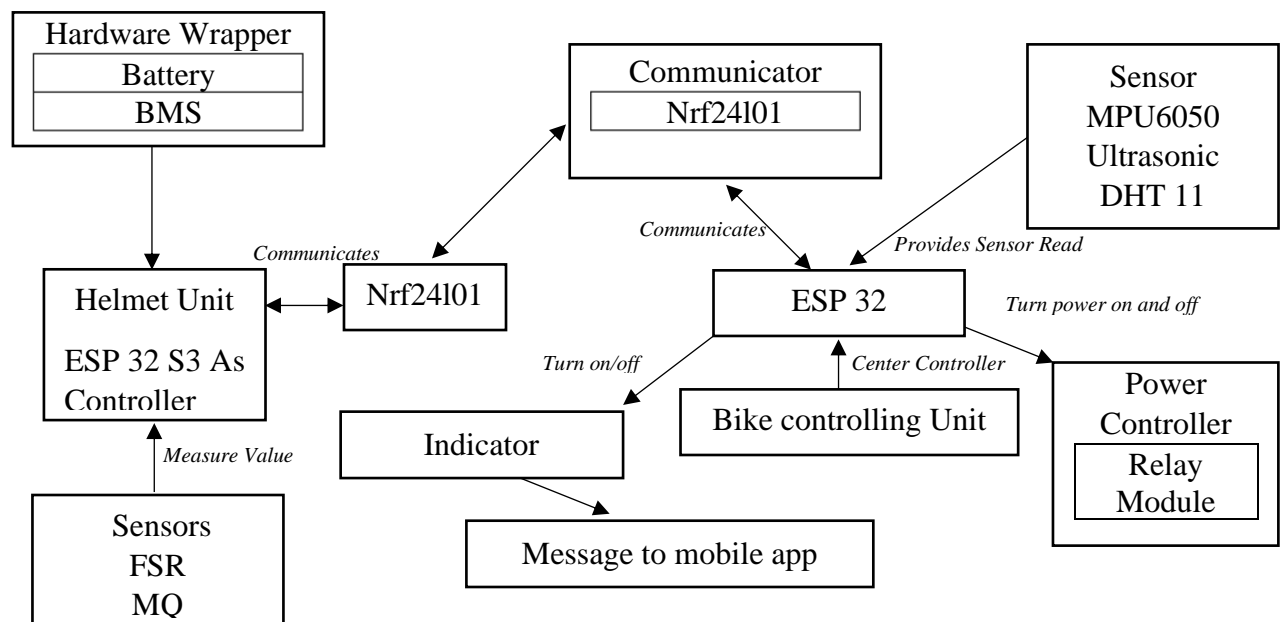 Hardware Wrapper
Battery
BMS
Communicator
Nrf24l01
Sensor
MPU6050
Ultrasonic
DHT 11
Communicates
Communicates
Provides Sensor Read
Helmet Unit
ESP 32 S3 As
Controller
Nrf24l01
ESP 32
Turn power on and off
Turn on/off
Center Controller
Power
Controller
Relay
Module
Bike controlling Unit
Indicator
Measure Value
Sensors
FSR
MQ
Message to mobile app